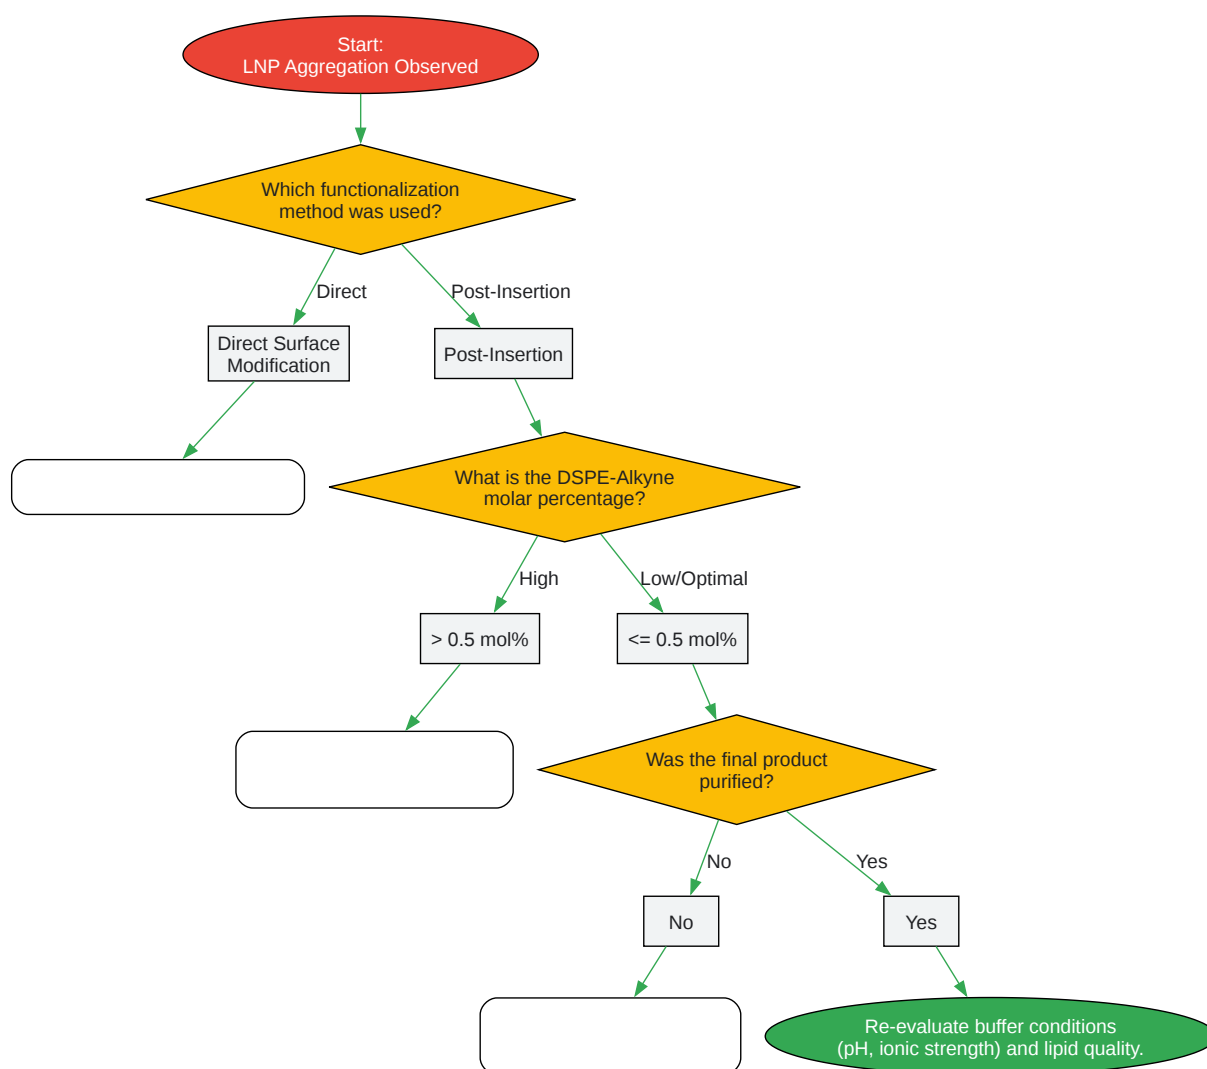 Start:
LNP Aggregation Observed
Which functionalization
method was used?
Direct
Post-Insertion
Direct Surface
Modification
Post-Insertion
What is the DSPE-Alkyne
molar percentage?
High
Low/Optimal
> 0.5 mol%
<= 0.5 mol%
Was the final product
purified?
No
Yes
No
Yes
Re-evaluate buffer conditions
(pH, ionic strength) and lipid quality.